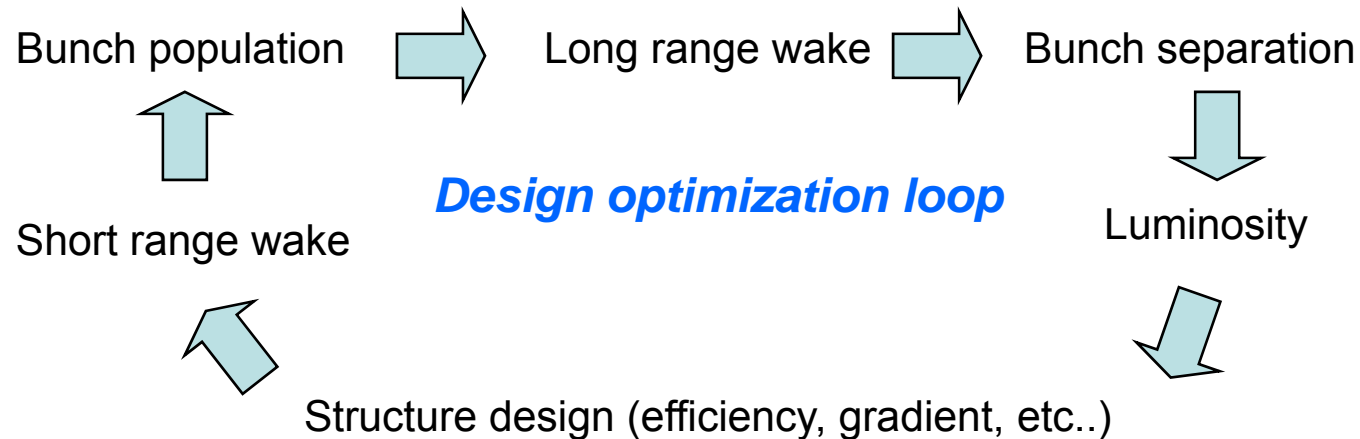 Bunch population
Long range wake
Bunch separation
Design optimization loop
Short range wake
Luminosity
Structure design (efficiency, gradient, etc..)